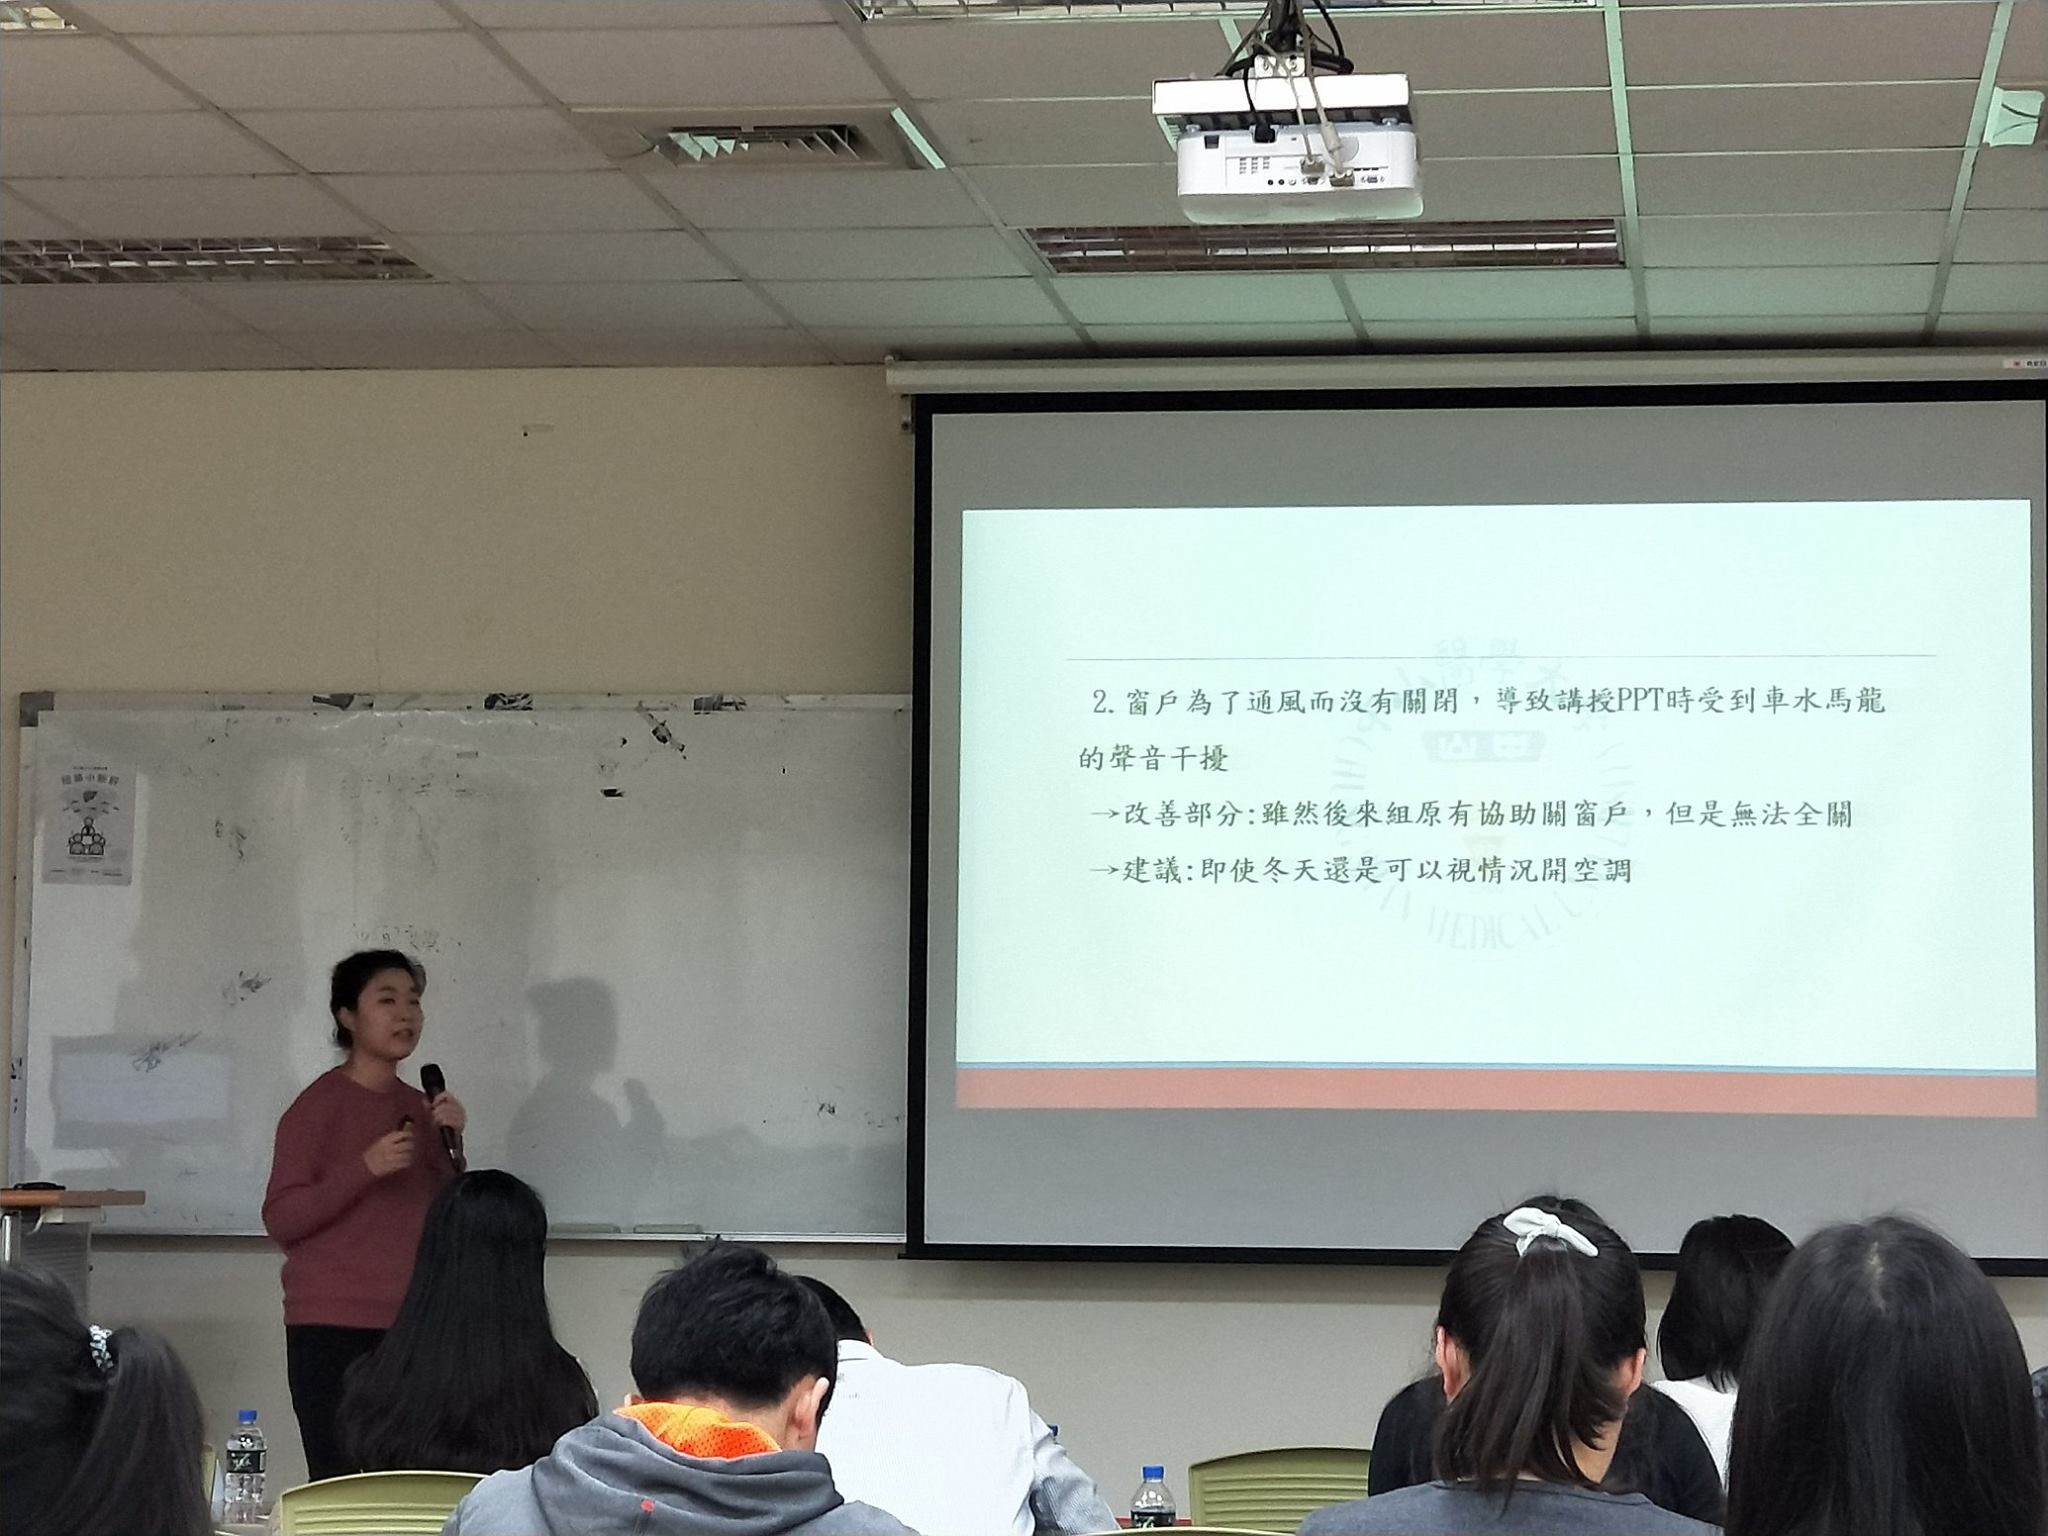 2. 窗戶為了通風而沒有關閉，導致講授PPT時受到車水馬龍
的聲音干擾
→改善部分:雖然後來組原有協助關窗戶，但是無法全關
→建議:即使冬天還是可以視情況開空調
MEDICAL